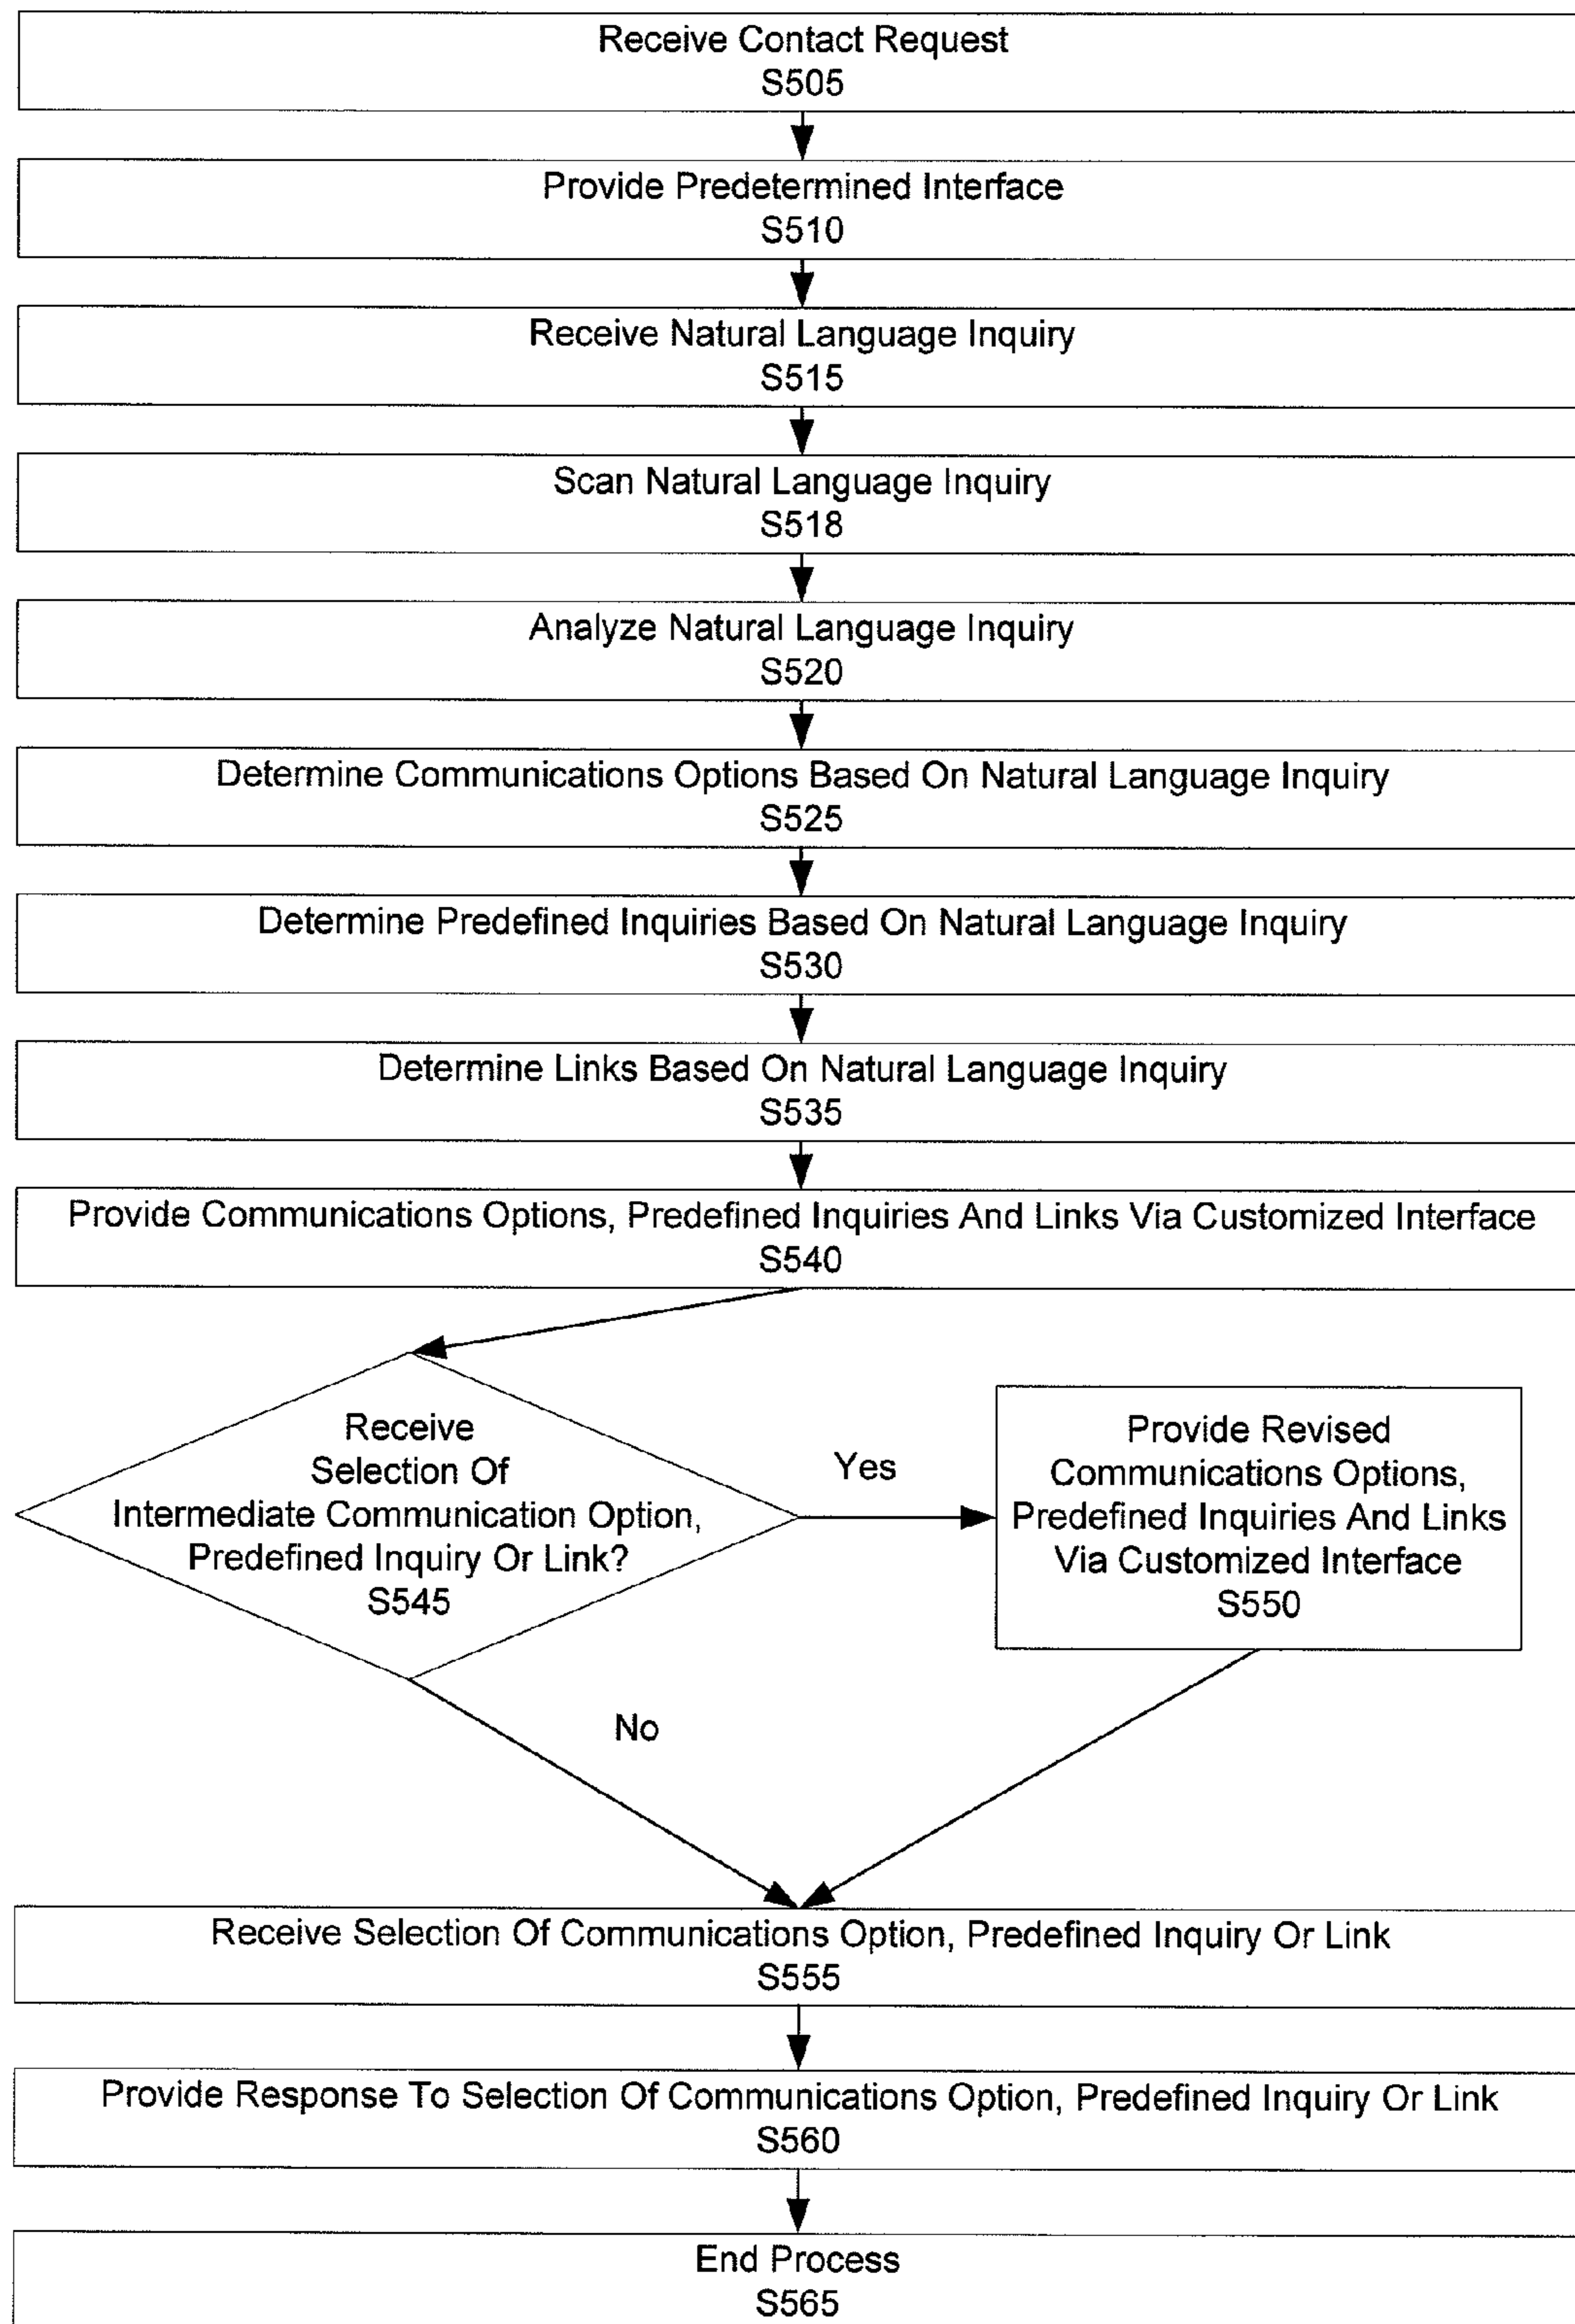 Receive Contact Request
S505
Provide Predetermined Interface
S510
Receive Natural Language Inquiry
S515
Scan Natural Language Inquiry
S518
Analyze Natural Language Inquiry
S520
Determine Communications Options Based On Natural Language Inquiry
S525
Determine Predefined Inquiries Based On Natural Language Inquiry
S530
Determine Links Based On Natural Language Inquiry
S535
Provide Communications Options, Predefined Inquiries And Links Via Customized Interface
S540
Receive
Selection Of
Intermediate Communication Option,
Predefined Inquiry Or Link?
S545
Yes
Provide Revised
Communications Options,
Predefined Inquiries And Links
Via Customized Interface
S550
No
Receive Selection Of Communications Option, Predefined Inquiry Or Link
S555
Provide Response To Selection Of Communications Option, Predefined Inquiry Or Link
S560
End Process
S565